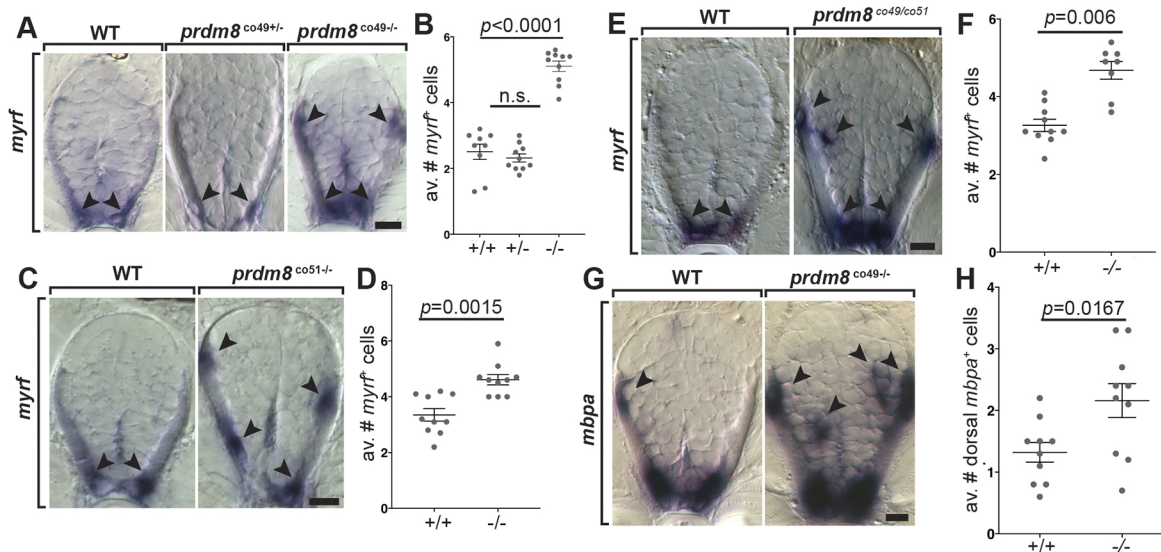 A
WT
prdm8 co49+/-
prdm8 co49-/-
myrf
B
p<0.0001
n.s.
av. # myrf+ cells
6
4
2
0
+/+ +/- -/-
C
WT
prdm8 co51-/-
myrf
D
p=0.0015
av. # myrf+ cells
8
6
4
2
0
+/+ -/-
E
WT
prdm8 co49/co51
myrf
F
p=0.006
av. # myrf+ cells
6
4
2
0
+/+ -/-
G
WT
prdm8 co49-/-
mbpa
H
p=0.0167
av. # dorsal mbpa+ cells
4
3
2
1
0
+/+ -/-